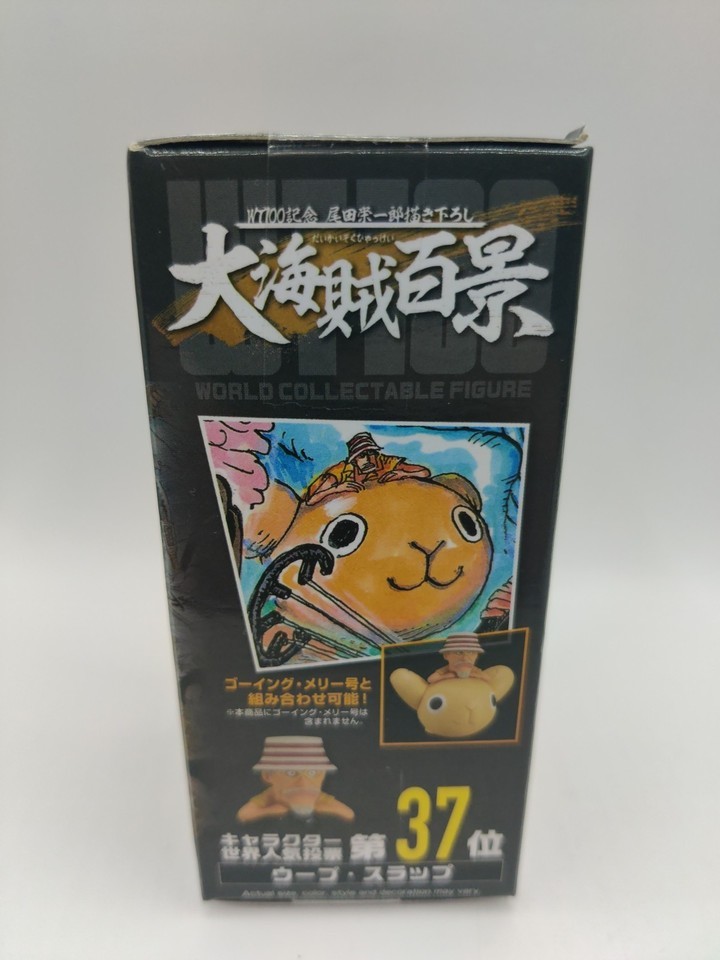 WT100記念 尾田栄一郎描き下ろし
だいかいぞくひゃっけい
大海賊百景
WT100
WORLD COLLECTABLE FIGURE
ゴーイング・メリー号と
組み合わせ可能!
※本商品にゴーイング・メリー号は
含まれません。
キャラクター
世界人気投票 第37位
ウープ・スラップ
Actual size, color, style and decoration may vary.